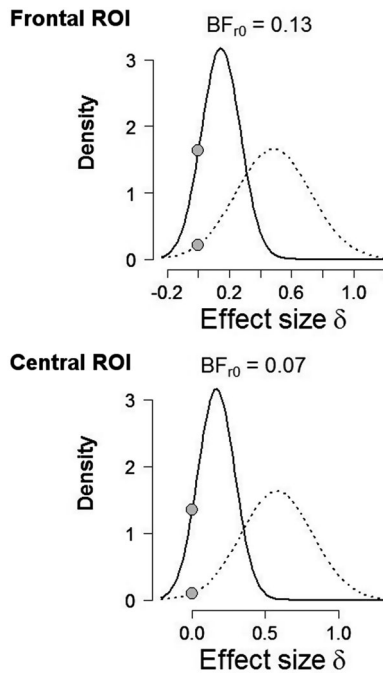 Frontal ROI
BFr0 = 0.13
3
2
1
0
Density
-0.2 0.2 0.6 1.0
Effect size δ
Central ROI
BFr0 = 0.07
3
2
1
0
Density
0.0 0.5 1.0
Effect size δ